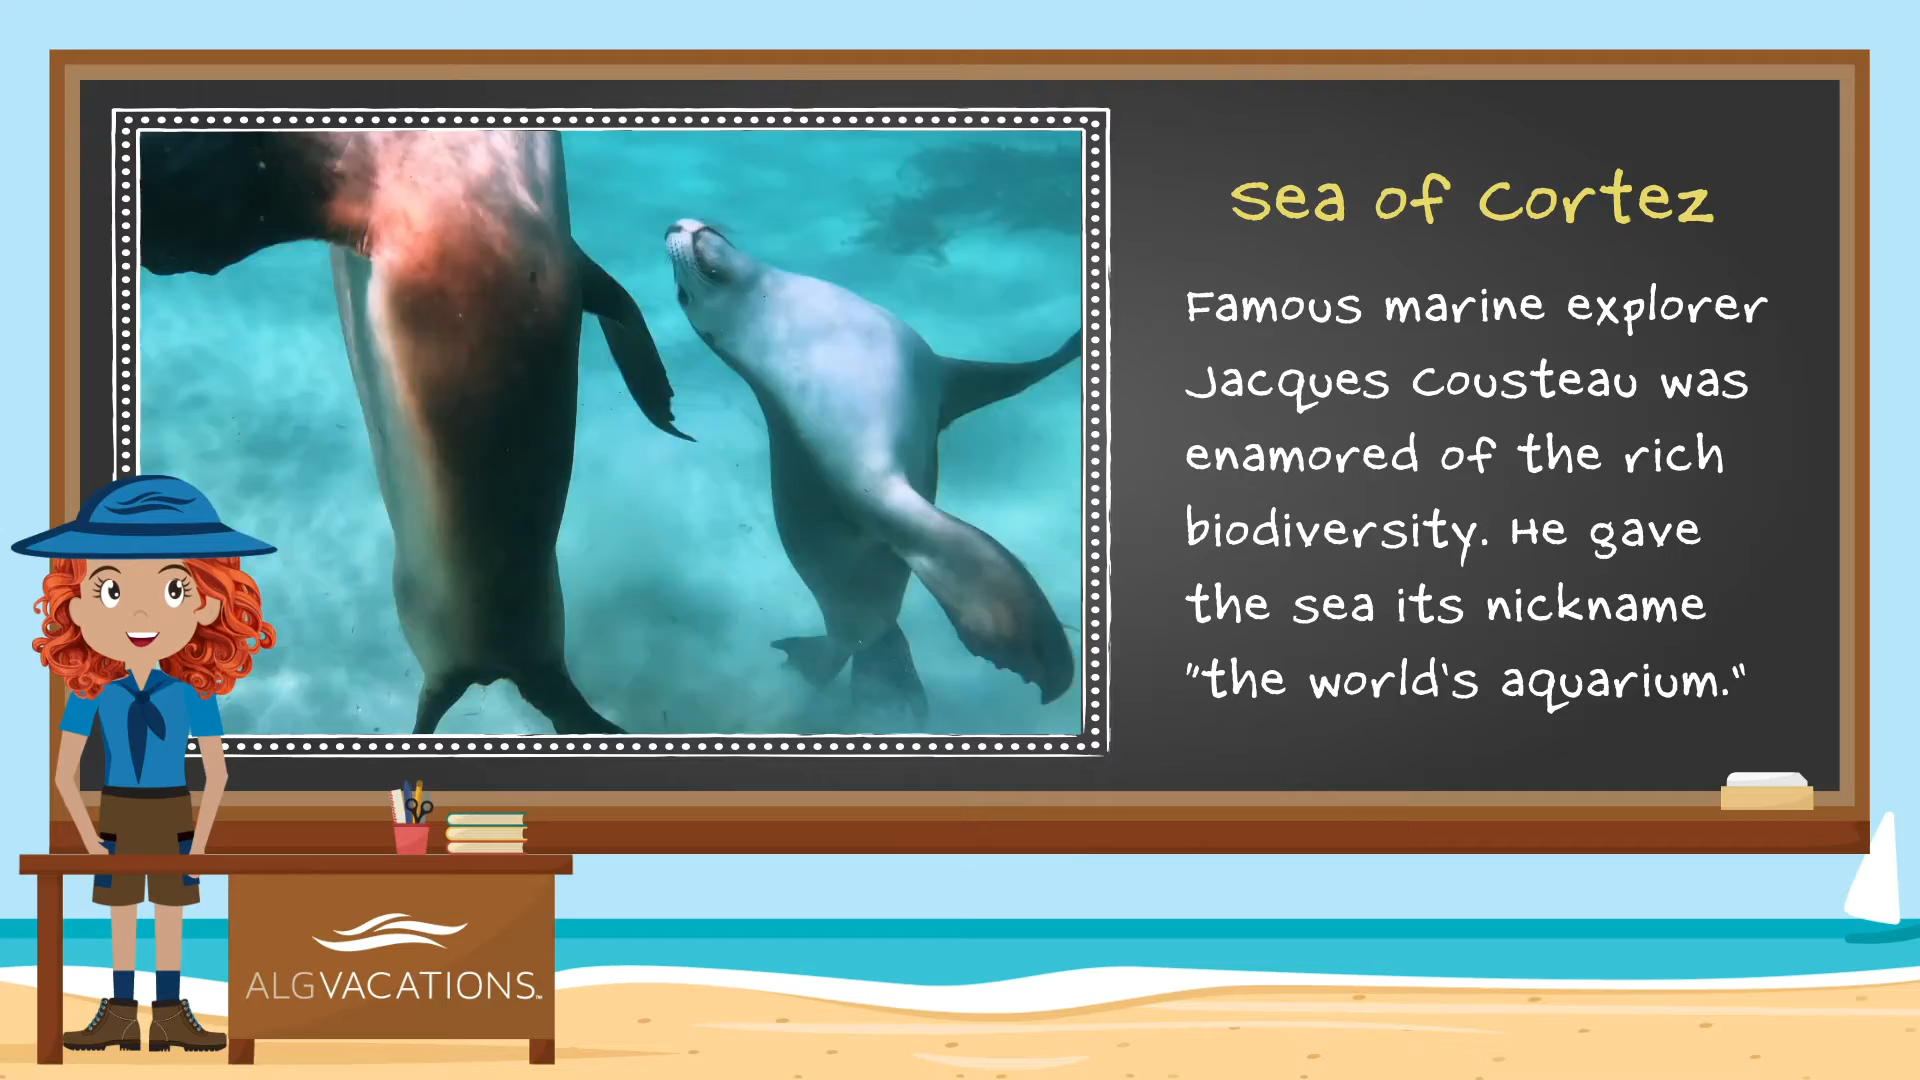 Sea of Cortez
Famous marine explorer
Jacques Cousteau was
enamored of the rich
biodiversity. He gave
the sea its nickname
"the world's aquarium."
ALGVACATIONS™